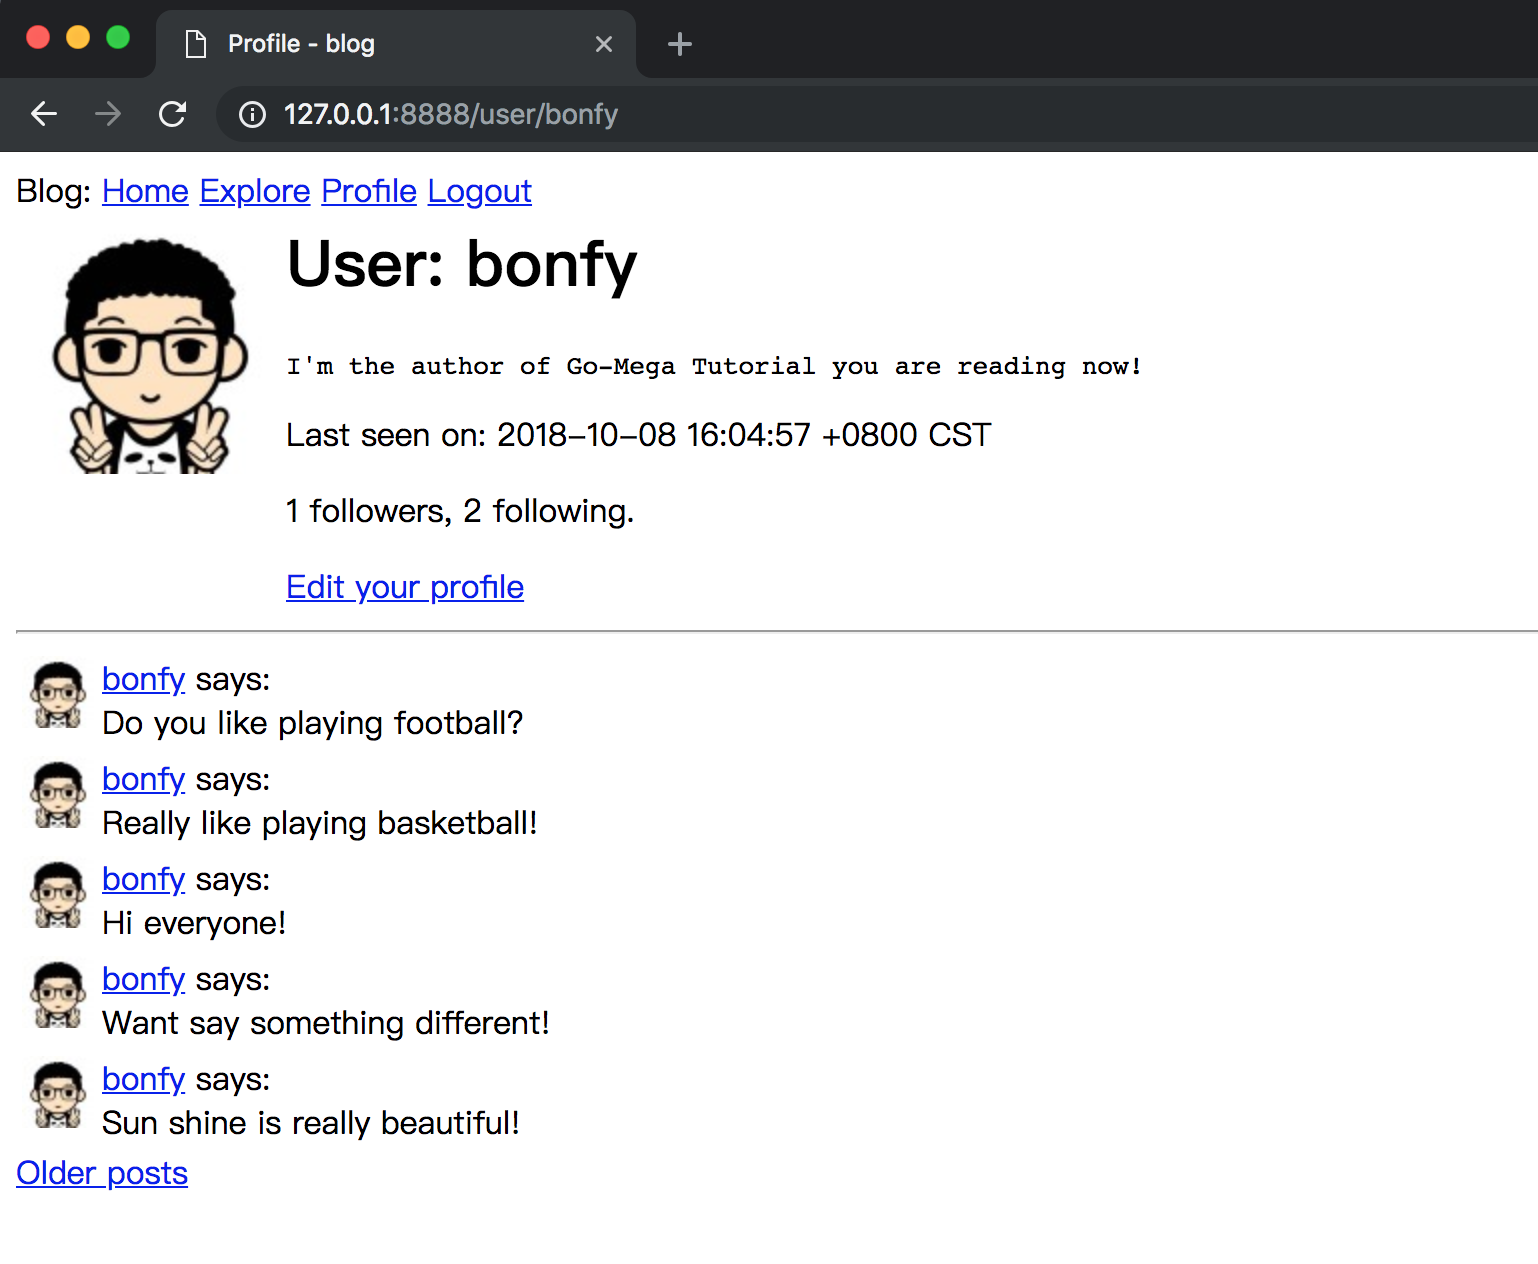 Profile - blog
127.0.0.1:8888/user/bonfy
Blog: Home Explore Profile Logout
User: bonfy
I'm the author of Go-Mega Tutorial you are reading now!
Last seen on: 2018-10-08 16:04:57 +0800 CST
1 followers, 2 following.
Edit your profile
bonfy says:
Do you like playing football?
bonfy says:
Really like playing basketball!
bonfy says:
Hi everyone!
bonfy says:
Want say something different!
bonfy says:
Sun shine is really beautiful!
Older posts